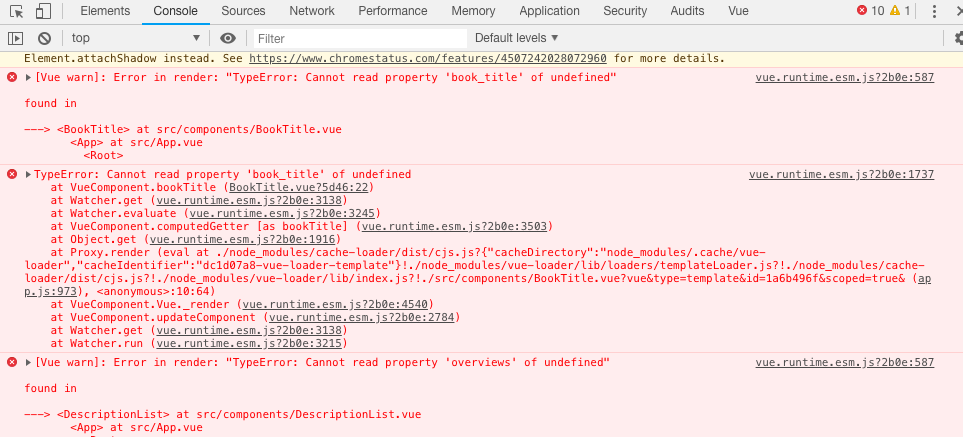 Elements Console Sources Network Performance Memory Application Security Audits Vue 10 1
top Filter Default levels
Element.attachShadow instead. See https://www.chromestatus.com/features/4507242028072960 for more details.
[Vue warn]: Error in render: "TypeError: Cannot read property 'book_title' of undefined" vue.runtime.esm.js?2b0e:587
found in
---> <BookTitle> at src/components/BookTitle.vue
<App> at src/App.vue
<Root>
TypeError: Cannot read property 'book_title' of undefined vue.runtime.esm.js?2b0e:1737
at VueComponent.bookTitle (BookTitle.vue?5d46:22)
at Watcher.get (vue.runtime.esm.js?2b0e:3138)
at Watcher.evaluate (vue.runtime.esm.js?2b0e:3245)
at VueComponent.computedGetter [as bookTitle] (vue.runtime.esm.js?2b0e:3503)
at Object.get (vue.runtime.esm.js?2b0e:1916)
at Proxy.render (eval at ./node_modules/cache-loader/dist/cjs.js?{"cacheDirectory":"node_modules/.cache/vue-
loader","cacheIdentifier":"dc1d07a8-vue-loader-template"}!./node_modules/vue-loader/lib/loaders/templateLoader.js?!./node_modules/cache-
loader/dist/cjs.js?!./node_modules/vue-loader/lib/index.js?!./src/components/BookTitle.vue?vue&type=template&id=1a6b496f&scoped=true& (ap
p.js:973), <anonymous>:10:64)
at VueComponent.Vue._render (vue.runtime.esm.js?2b0e:4540)
at VueComponent.updateComponent (vue.runtime.esm.js?2b0e:2784)
at Watcher.get (vue.runtime.esm.js?2b0e:3138)
at Watcher.run (vue.runtime.esm.js?2b0e:3215)
[Vue warn]: Error in render: "TypeError: Cannot read property 'overviews' of undefined" vue.runtime.esm.js?2b0e:587
found in
---> <DescriptionList> at src/components/DescriptionList.vue
<App> at src/App.vue